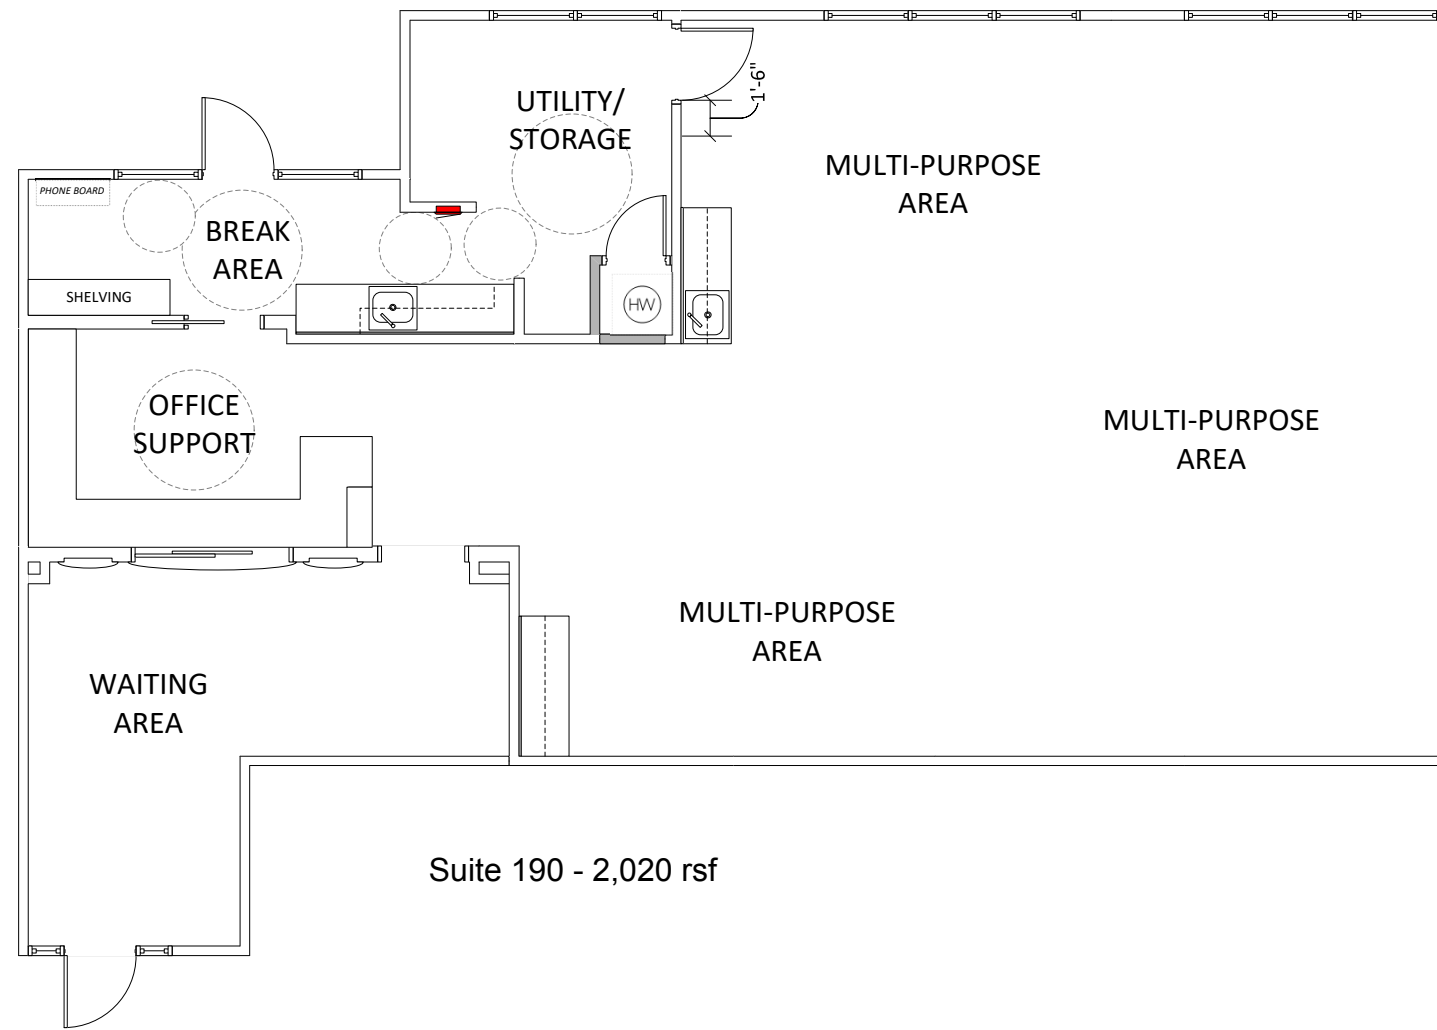 UTILITY/
STORAGE
1'-6"
MULTI-PURPOSE
AREA
PHONE BOARD
BREAK
AREA
SHELVING
HW
OFFICE
SUPPORT
MULTI-PURPOSE
AREA
MULTI-PURPOSE
AREA
WAITING
AREA
Suite 190 - 2,020 rsf